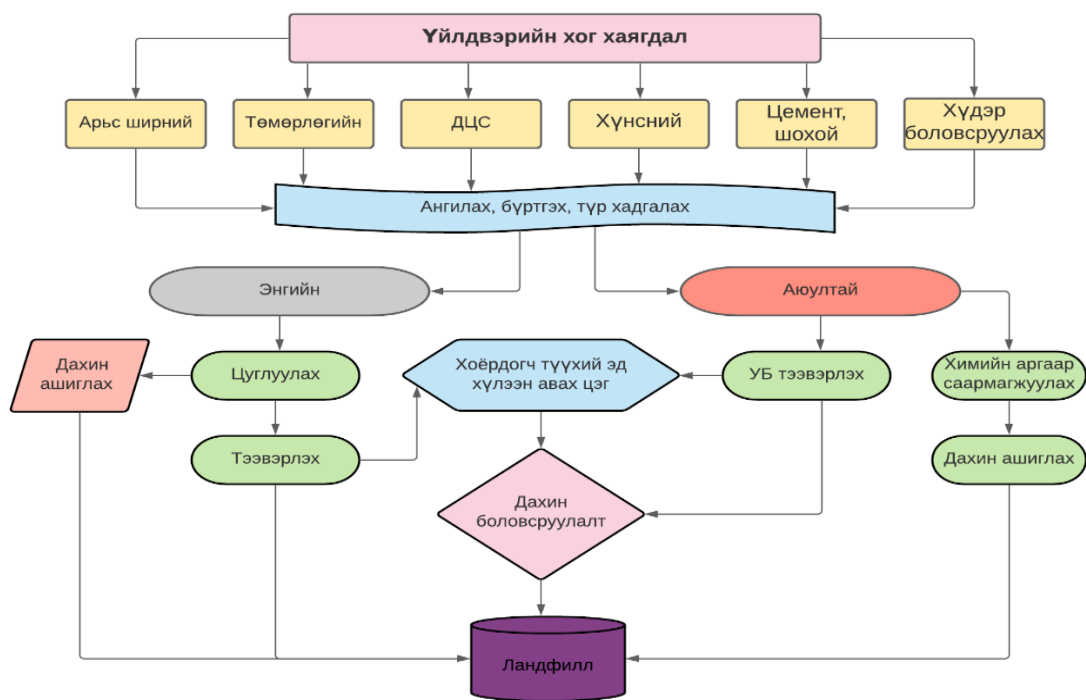 Үйлдвэрийн хог хаягдал
Арьс ширний
Төмөрлөгийн
ДЦС
Хүнсний
Цемент,
шохой
Хүдэр
боловсруулах
Ангилах, бүртгэх, түр хадгалах
Энгийн
Аюултай
Дахин
ашиглах
Цуглуулах
Хоёрдогч түүхий эд
хүлээн авах цэг
УБ тээвэрлэх
Химийн аргаар
саармагжуулах
Тээвэрлэх
Дахин ашиглах
Дахин
боловсруулалт
Ландфилл